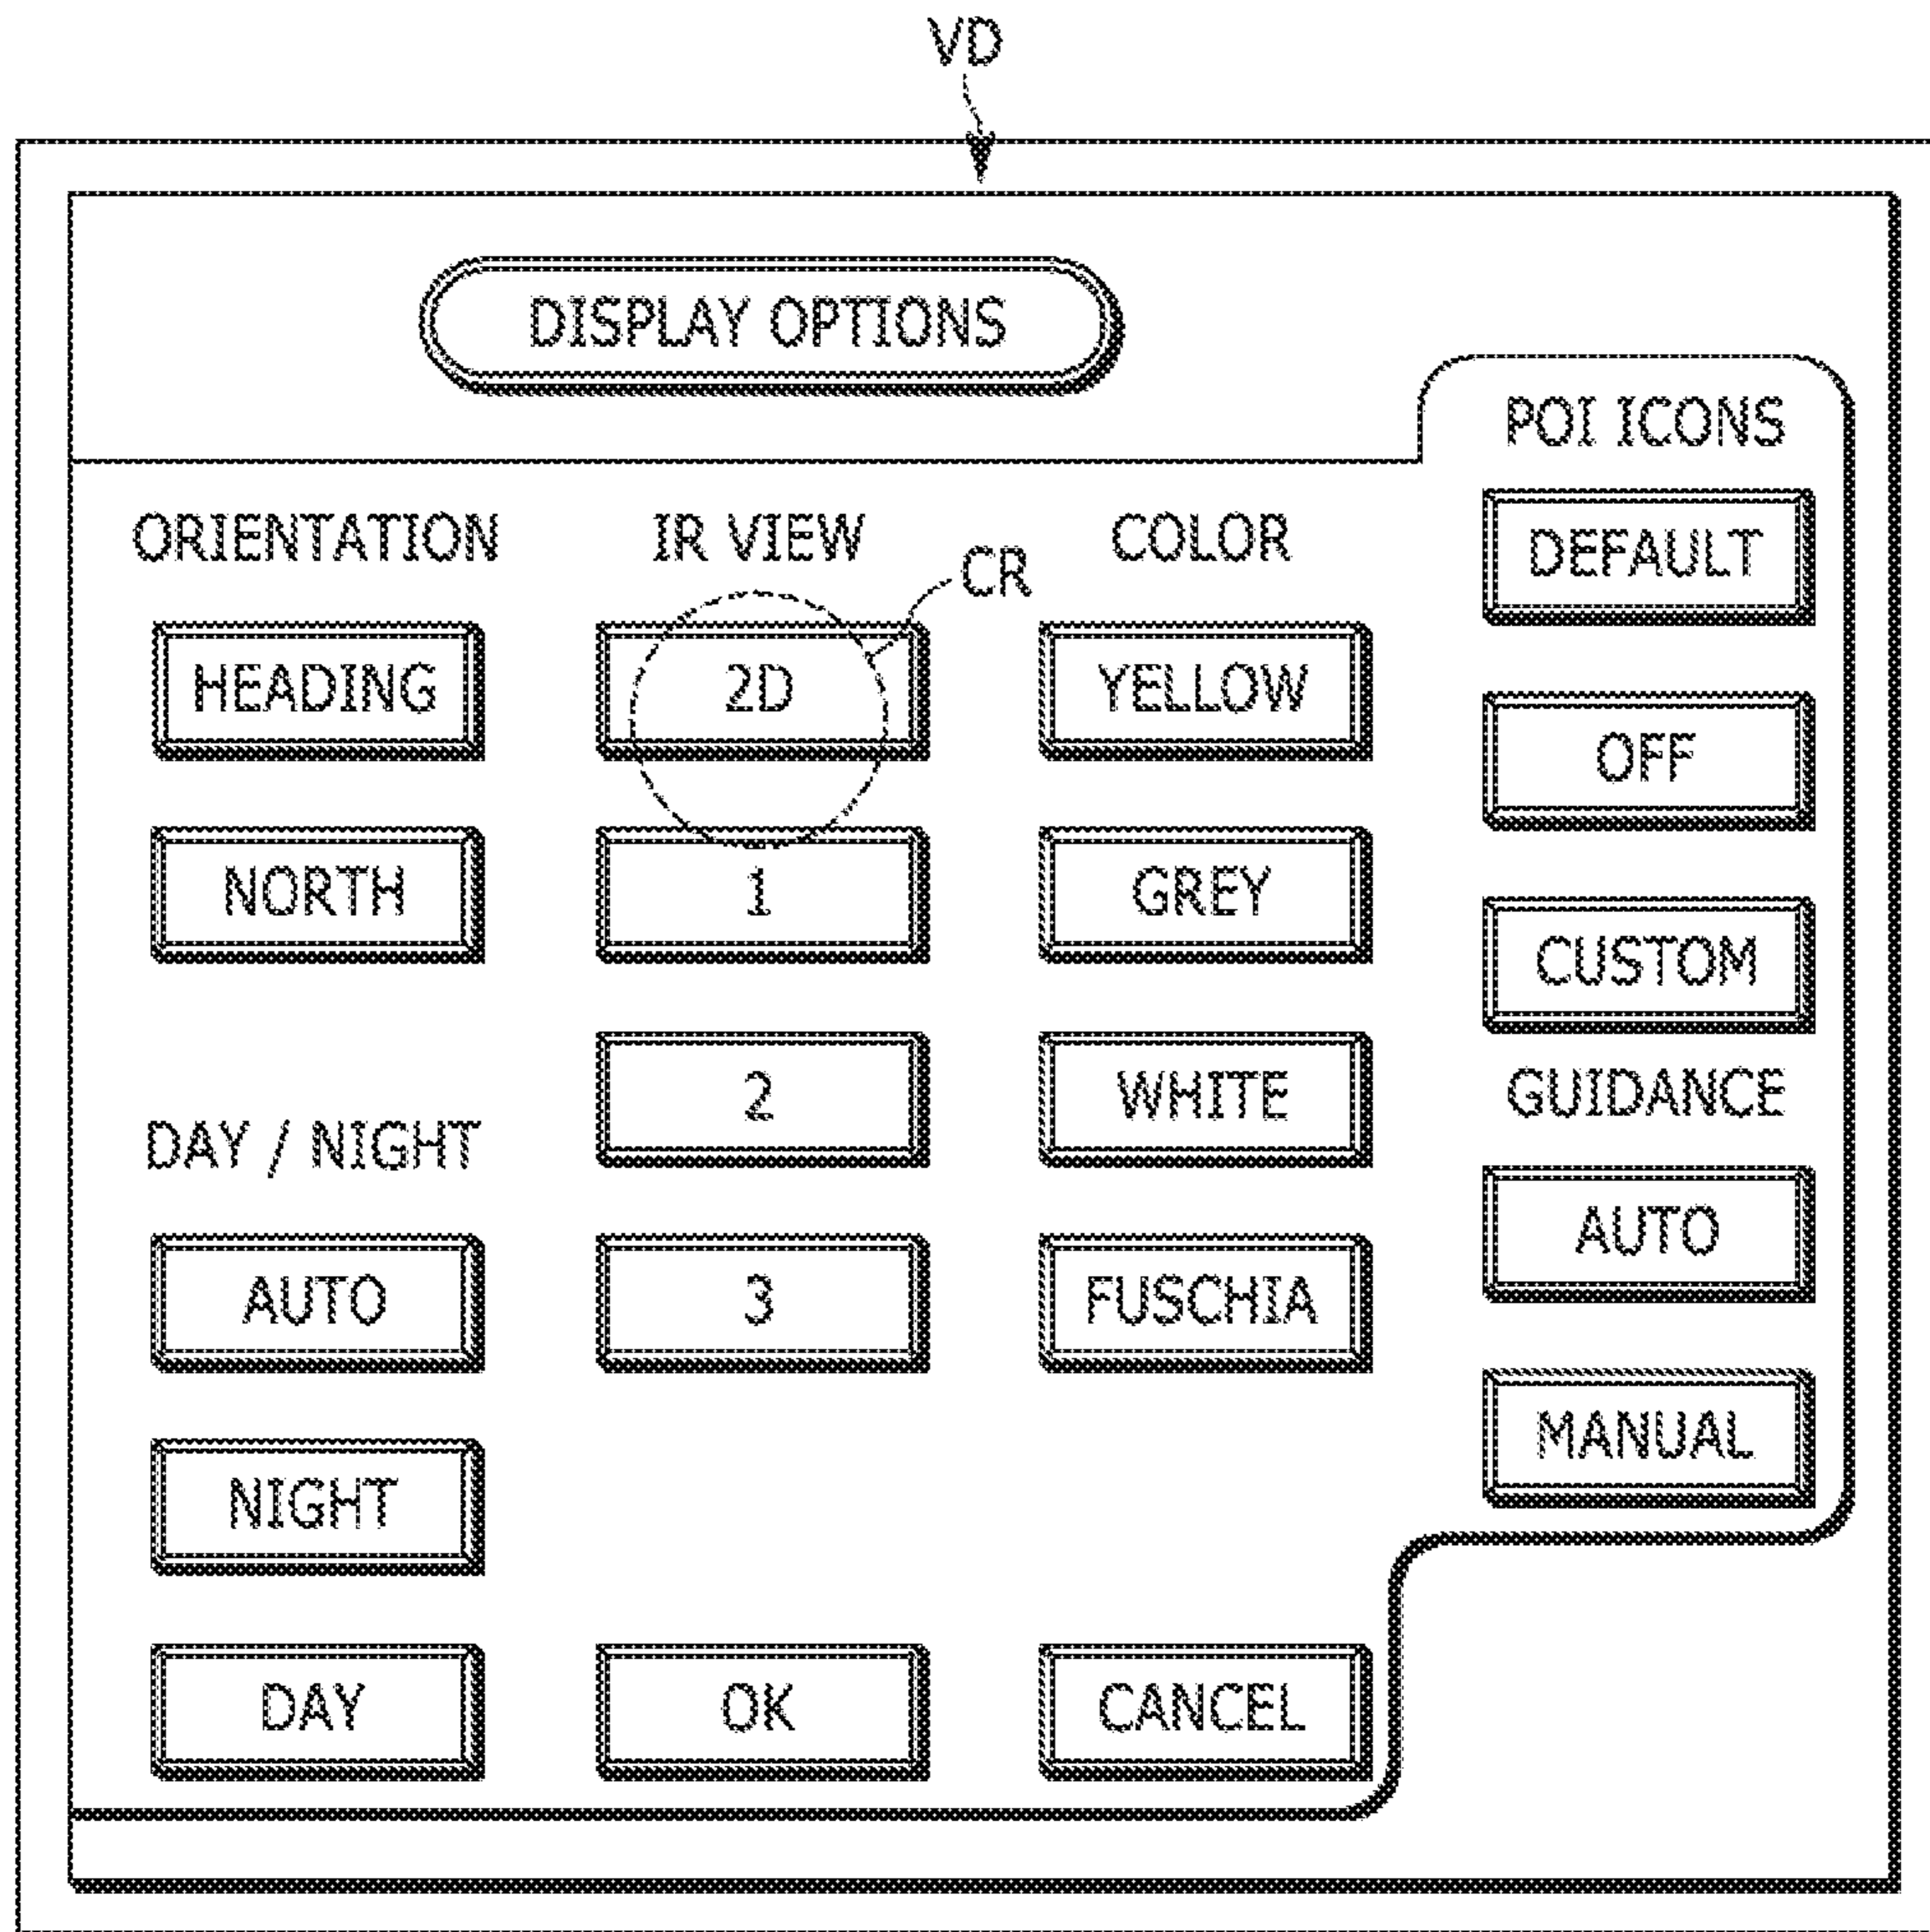 VD
DISPLAY OPTIONS
POI ICONS
ORIENTATION IR VIEW CR COLOR DEFAULT
HEADING 2D YELLOW OFF
NORTH 1 GREY CUSTOM
2 WHITE GUIDANCE
DAY / NIGHT
AUTO 3 FUSCHIA AUTO
NIGHT MANUAL
DAY OK CANCEL